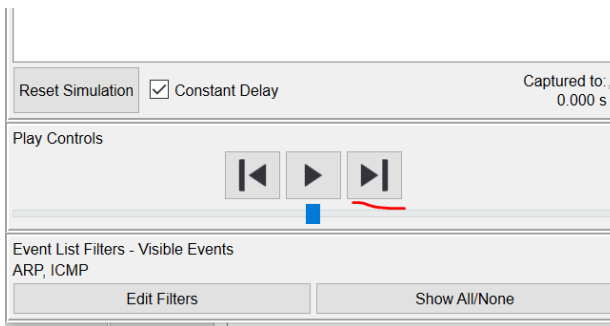 Reset Simulation
Constant Delay
Captured to:
0.000 s
Play Controls
Event List Filters - Visible Events
ARP, ICMP
Edit Filters
Show All/None